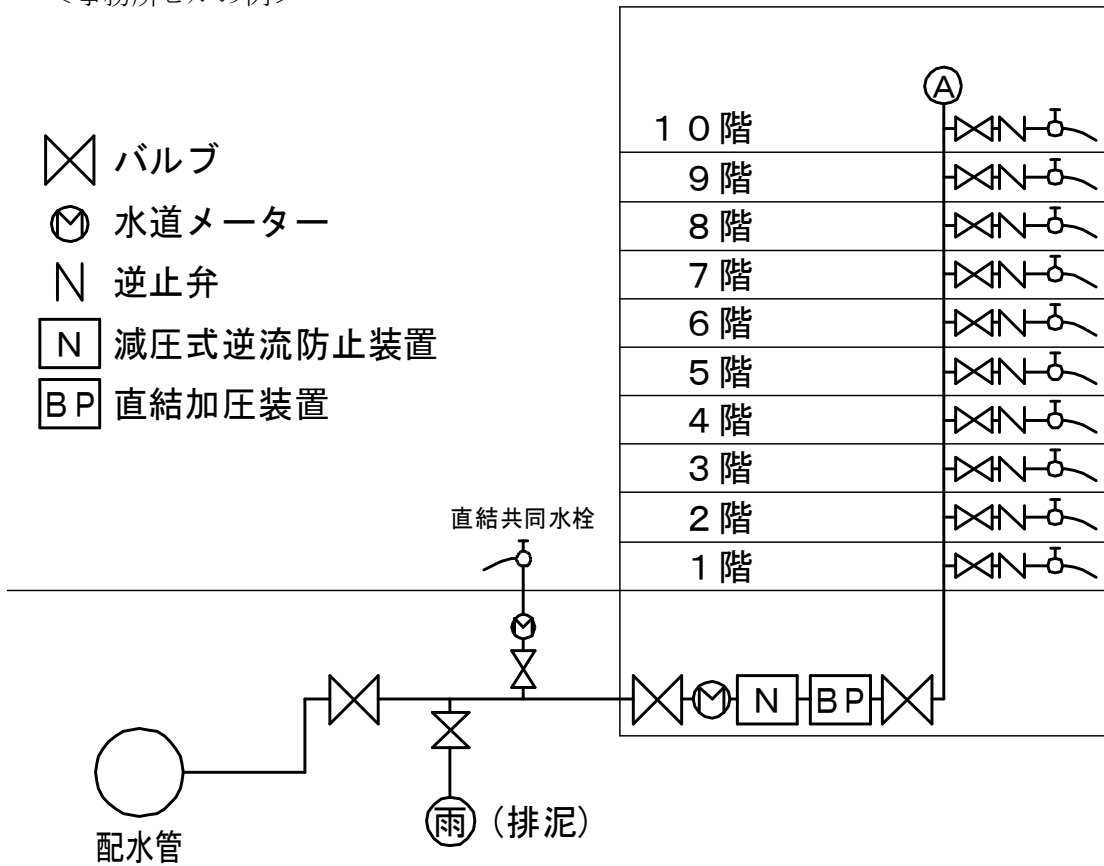 <事務所ビルの例>
バルブ
M 水道メーター
N 逆止弁
N 減圧式逆流防止装置
BP 直結加圧装置
A
10階
9階
8階
7階
6階
5階
4階
3階
2階
1階
直結共同水栓
M
M N BP
配水管
雨 (排泥)